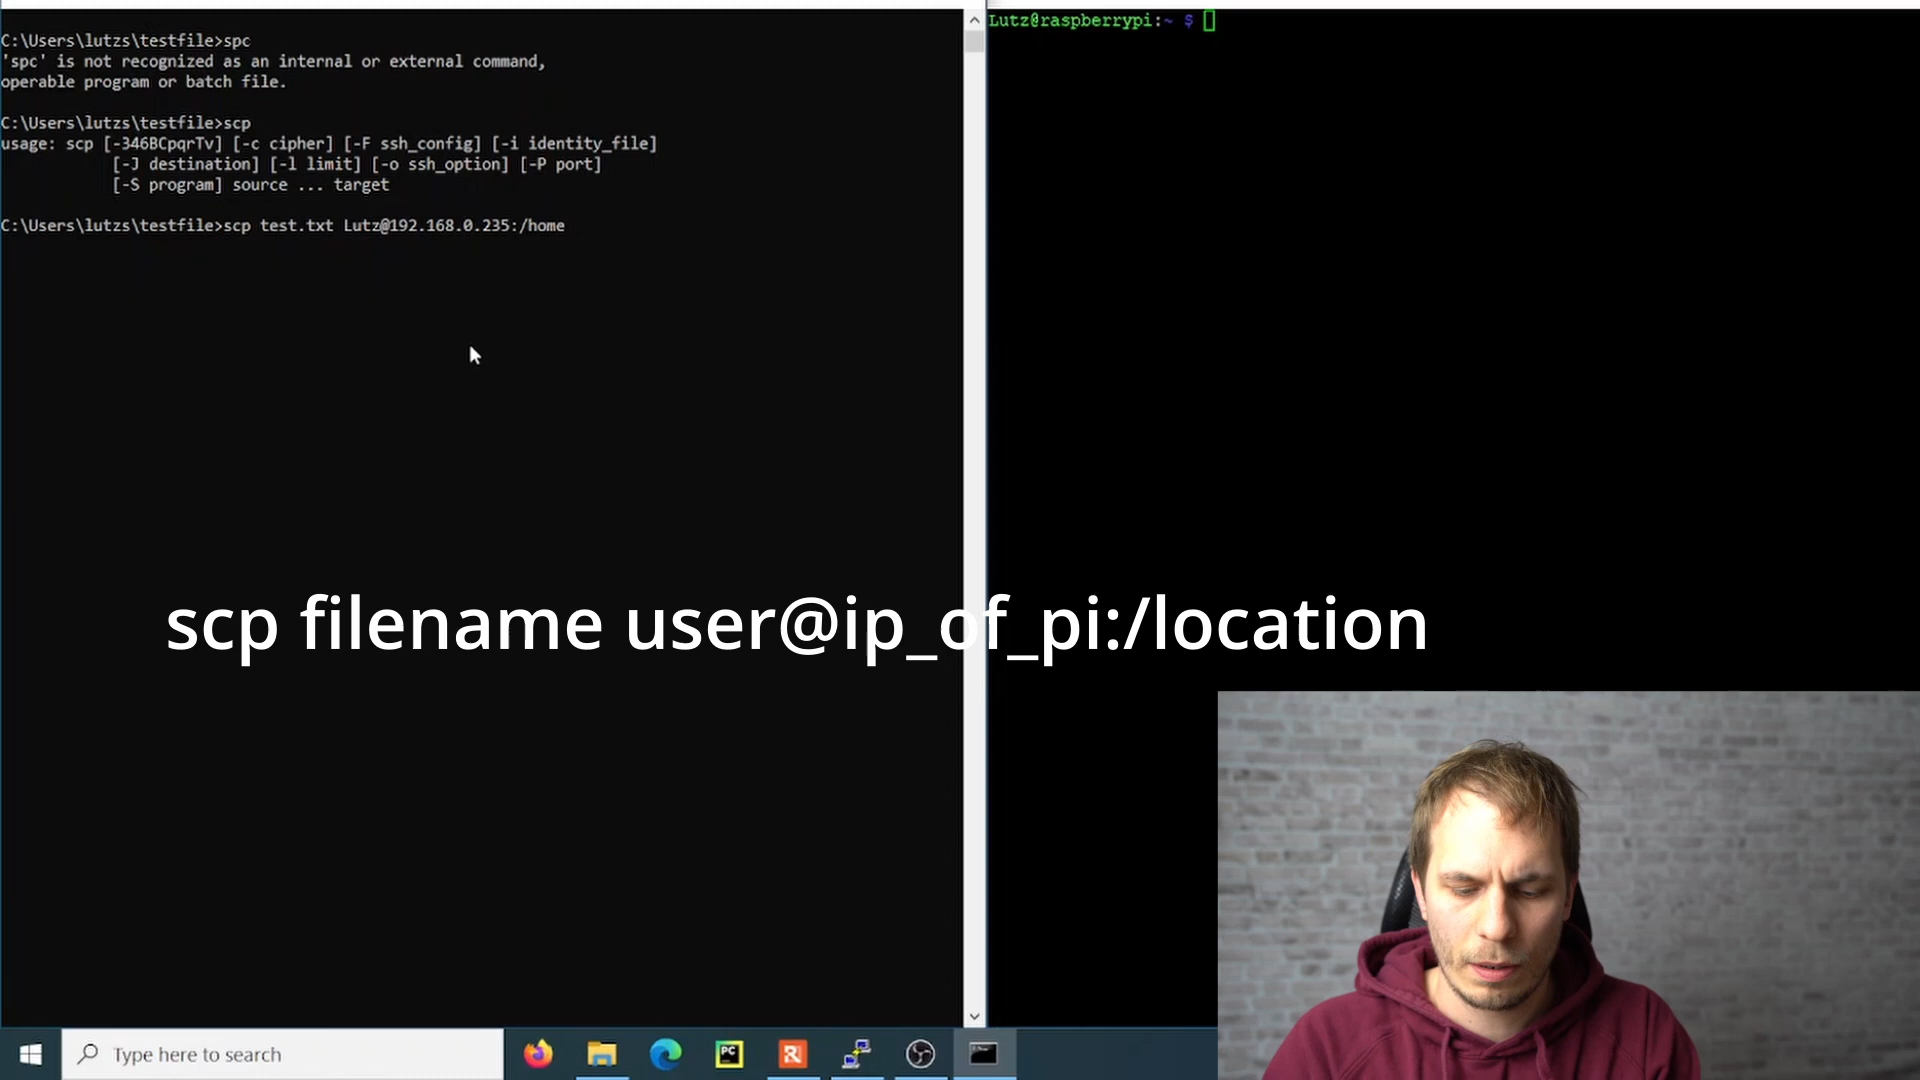 C:\Users\lutzs\testfile>spc
'spc' is not recognized as an internal or external command,
operable program or batch file.
C:\Users\lutzs\testfile>scp
usage: scp [-346BCpqrTv] [-c cipher] [-F ssh_config] [-i identity_file]
[-J destination] [-l limit] [-o ssh_option] [-P port]
[-S program] source ... target
C:\Users\lutzs\testfile>scp test.txt Lutz@192.168.0.235:/home
Lutz@raspberrypi:~ $
scp filename user@ip_of_pi:/location
Type here to search
PC
R